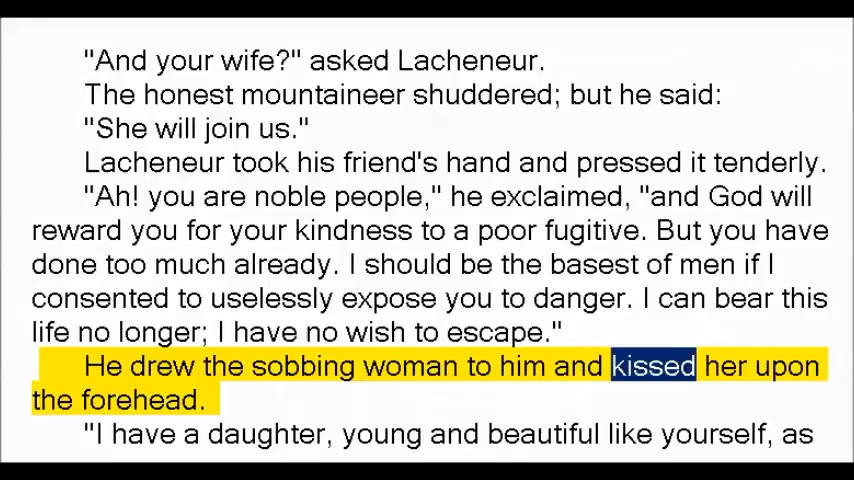 "And your wife?" asked Lacheneur.
The honest mountaineer shuddered; but he said:
"She will join us."
Lacheneur took his friend's hand and pressed it tenderly.
"Ah! you are noble people," he exclaimed, "and God will
reward you for your kindness to a poor fugitive. But you have
done too much already. I should be the basest of men if I
consented to uselessly expose you to danger. I can bear this
life no longer; I have no wish to escape."
He drew the sobbing woman to him and kissed her upon
the forehead.
"I have a daughter, young and beautiful like yourself, as